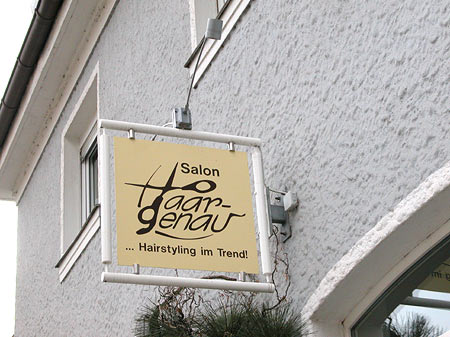 Salon
Haar-
genau
... Hairstyling im Trend!